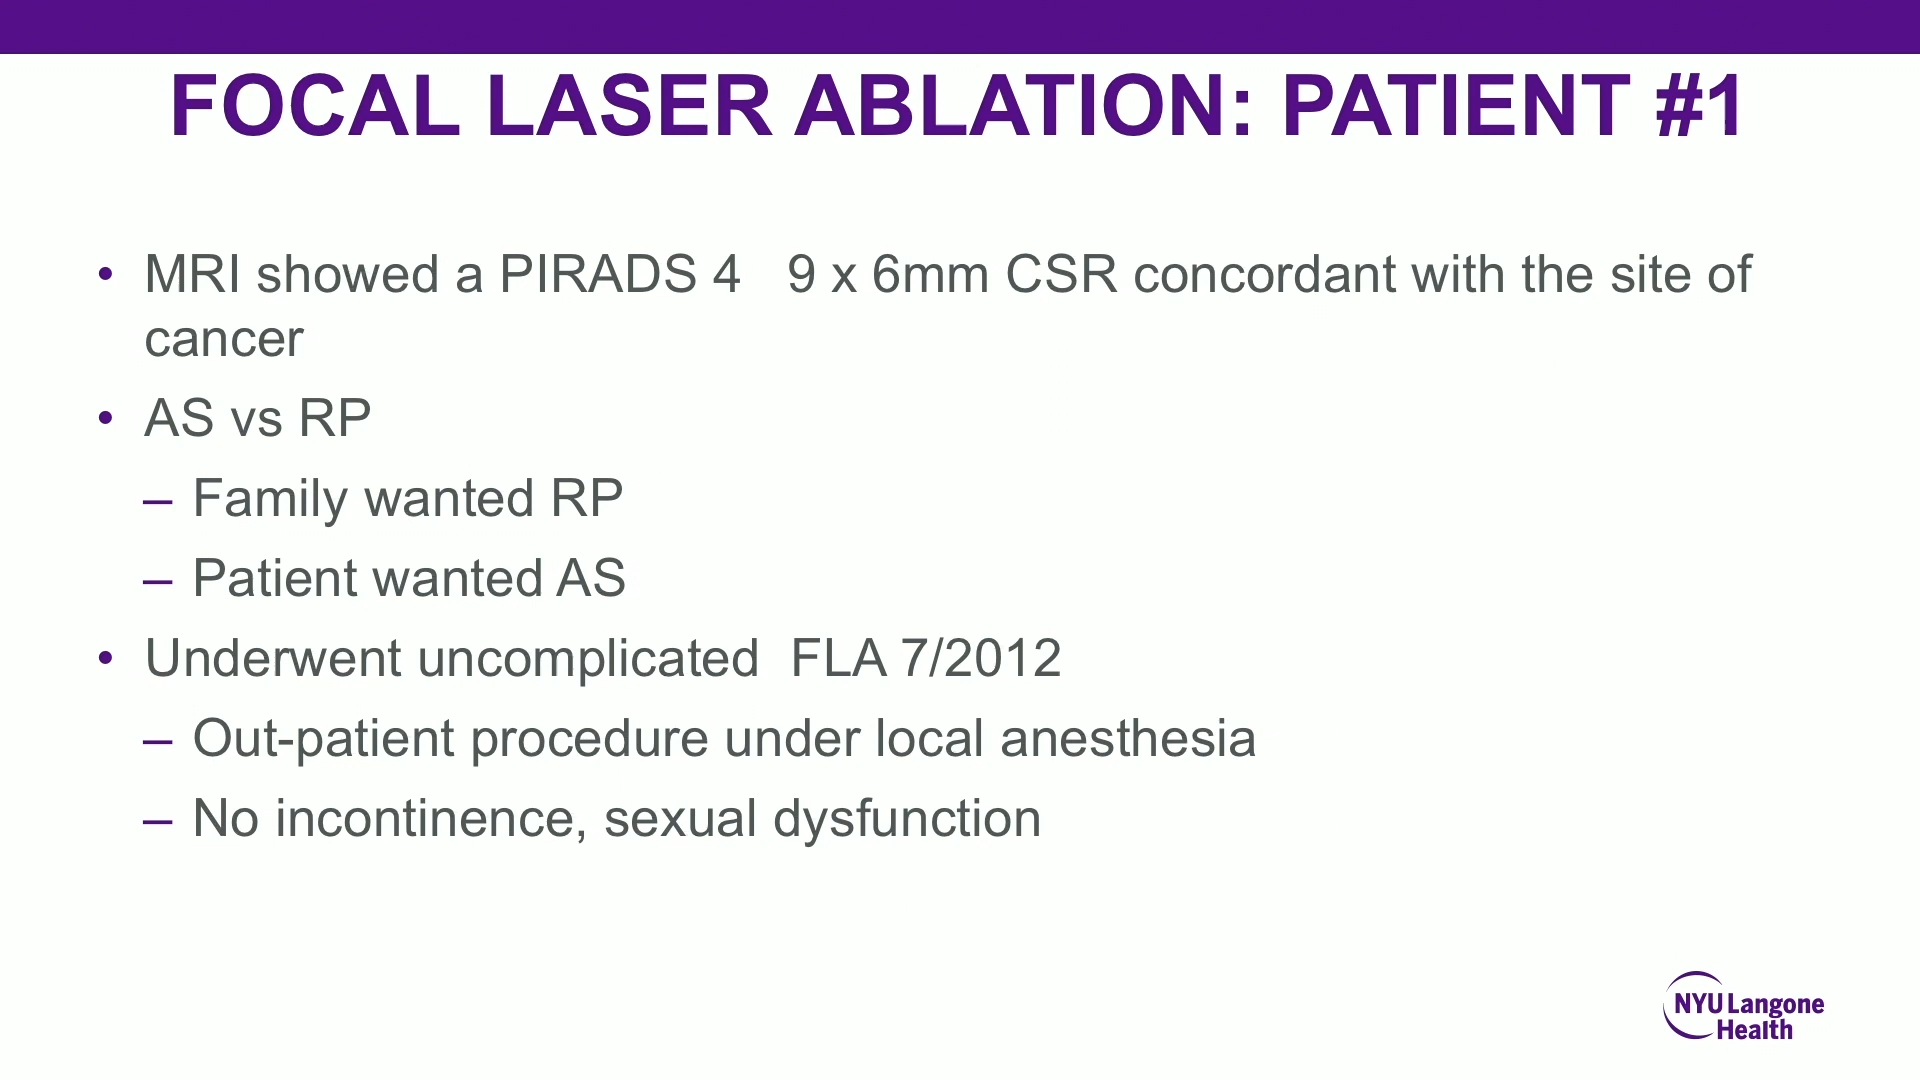 FOCAL LASER ABLATION: PATIENT #1
• MRI showed a PIRADS 4   9 x 6mm CSR concordant with the site of
cancer
• AS vs RP
– Family wanted RP
– Patient wanted AS
• Underwent uncomplicated  FLA 7/2012
– Out-patient procedure under local anesthesia
– No incontinence, sexual dysfunction
NYU Langone
Health